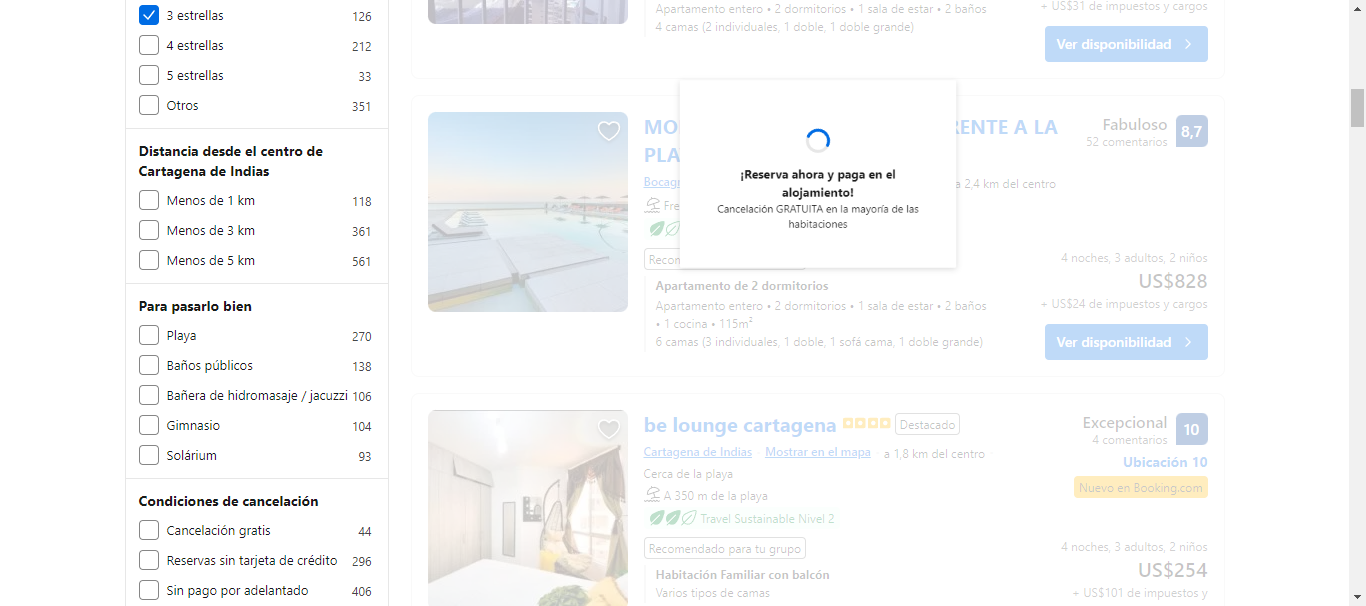 3 estrellas 126
4 estrellas 212
5 estrellas 33
Otros 351
Distancia desde el centro de
Cartagena de Indias
Menos de 1 km 118
Menos de 3 km 361
Menos de 5 km 561
Para pasarlo bien
Playa 270
Baños públicos 138
Bañera de hidromasaje / jacuzzi 106
Gimnasio 104
Solárium 93
Condiciones de cancelación
Cancelación gratis 44
Reservas sin tarjeta de crédito 296
Sin pago por adelantado 406
Apartamento entero • 2 dormitorios • 1 sala de estar • 2 baños
4 camas (2 individuales, 1 doble, 1 doble grande)
+ US$31 de impuestos y cargos
Ver disponibilidad
¡Reserva ahora y paga en el
alojamiento!
Cancelación GRATUITA en la mayoría de las
habitaciones
A LA
Fabuloso 8,7
52 comentarios
a 2,4 km del centro
Apartamento de 2 dormitorios
Apartamento entero • 2 dormitorios • 1 sala de estar • 2 baños
• 1 cocina • 115m²
6 camas (3 individuales, 1 doble, 1 sofá cama, 1 doble grande)
4 noches, 3 adultos, 2 niños
US$828
+ US$24 de impuestos y cargos
Ver disponibilidad
be lounge cartagena Destacado
Cartagena de Indias Mostrar en el mapa a 1,8 km del centro
Cerca de la playa
A 350 m de la playa
Travel Sustainable Nivel 2
Recomendado para tu grupo
Habitación Familiar con balcón
Varios tipos de camas
Excepcional 10
4 comentarios
Ubicación 10
Nuevo en Booking.com
4 noches, 3 adultos, 2 niños
US$254
+ US$101 de impuestos y